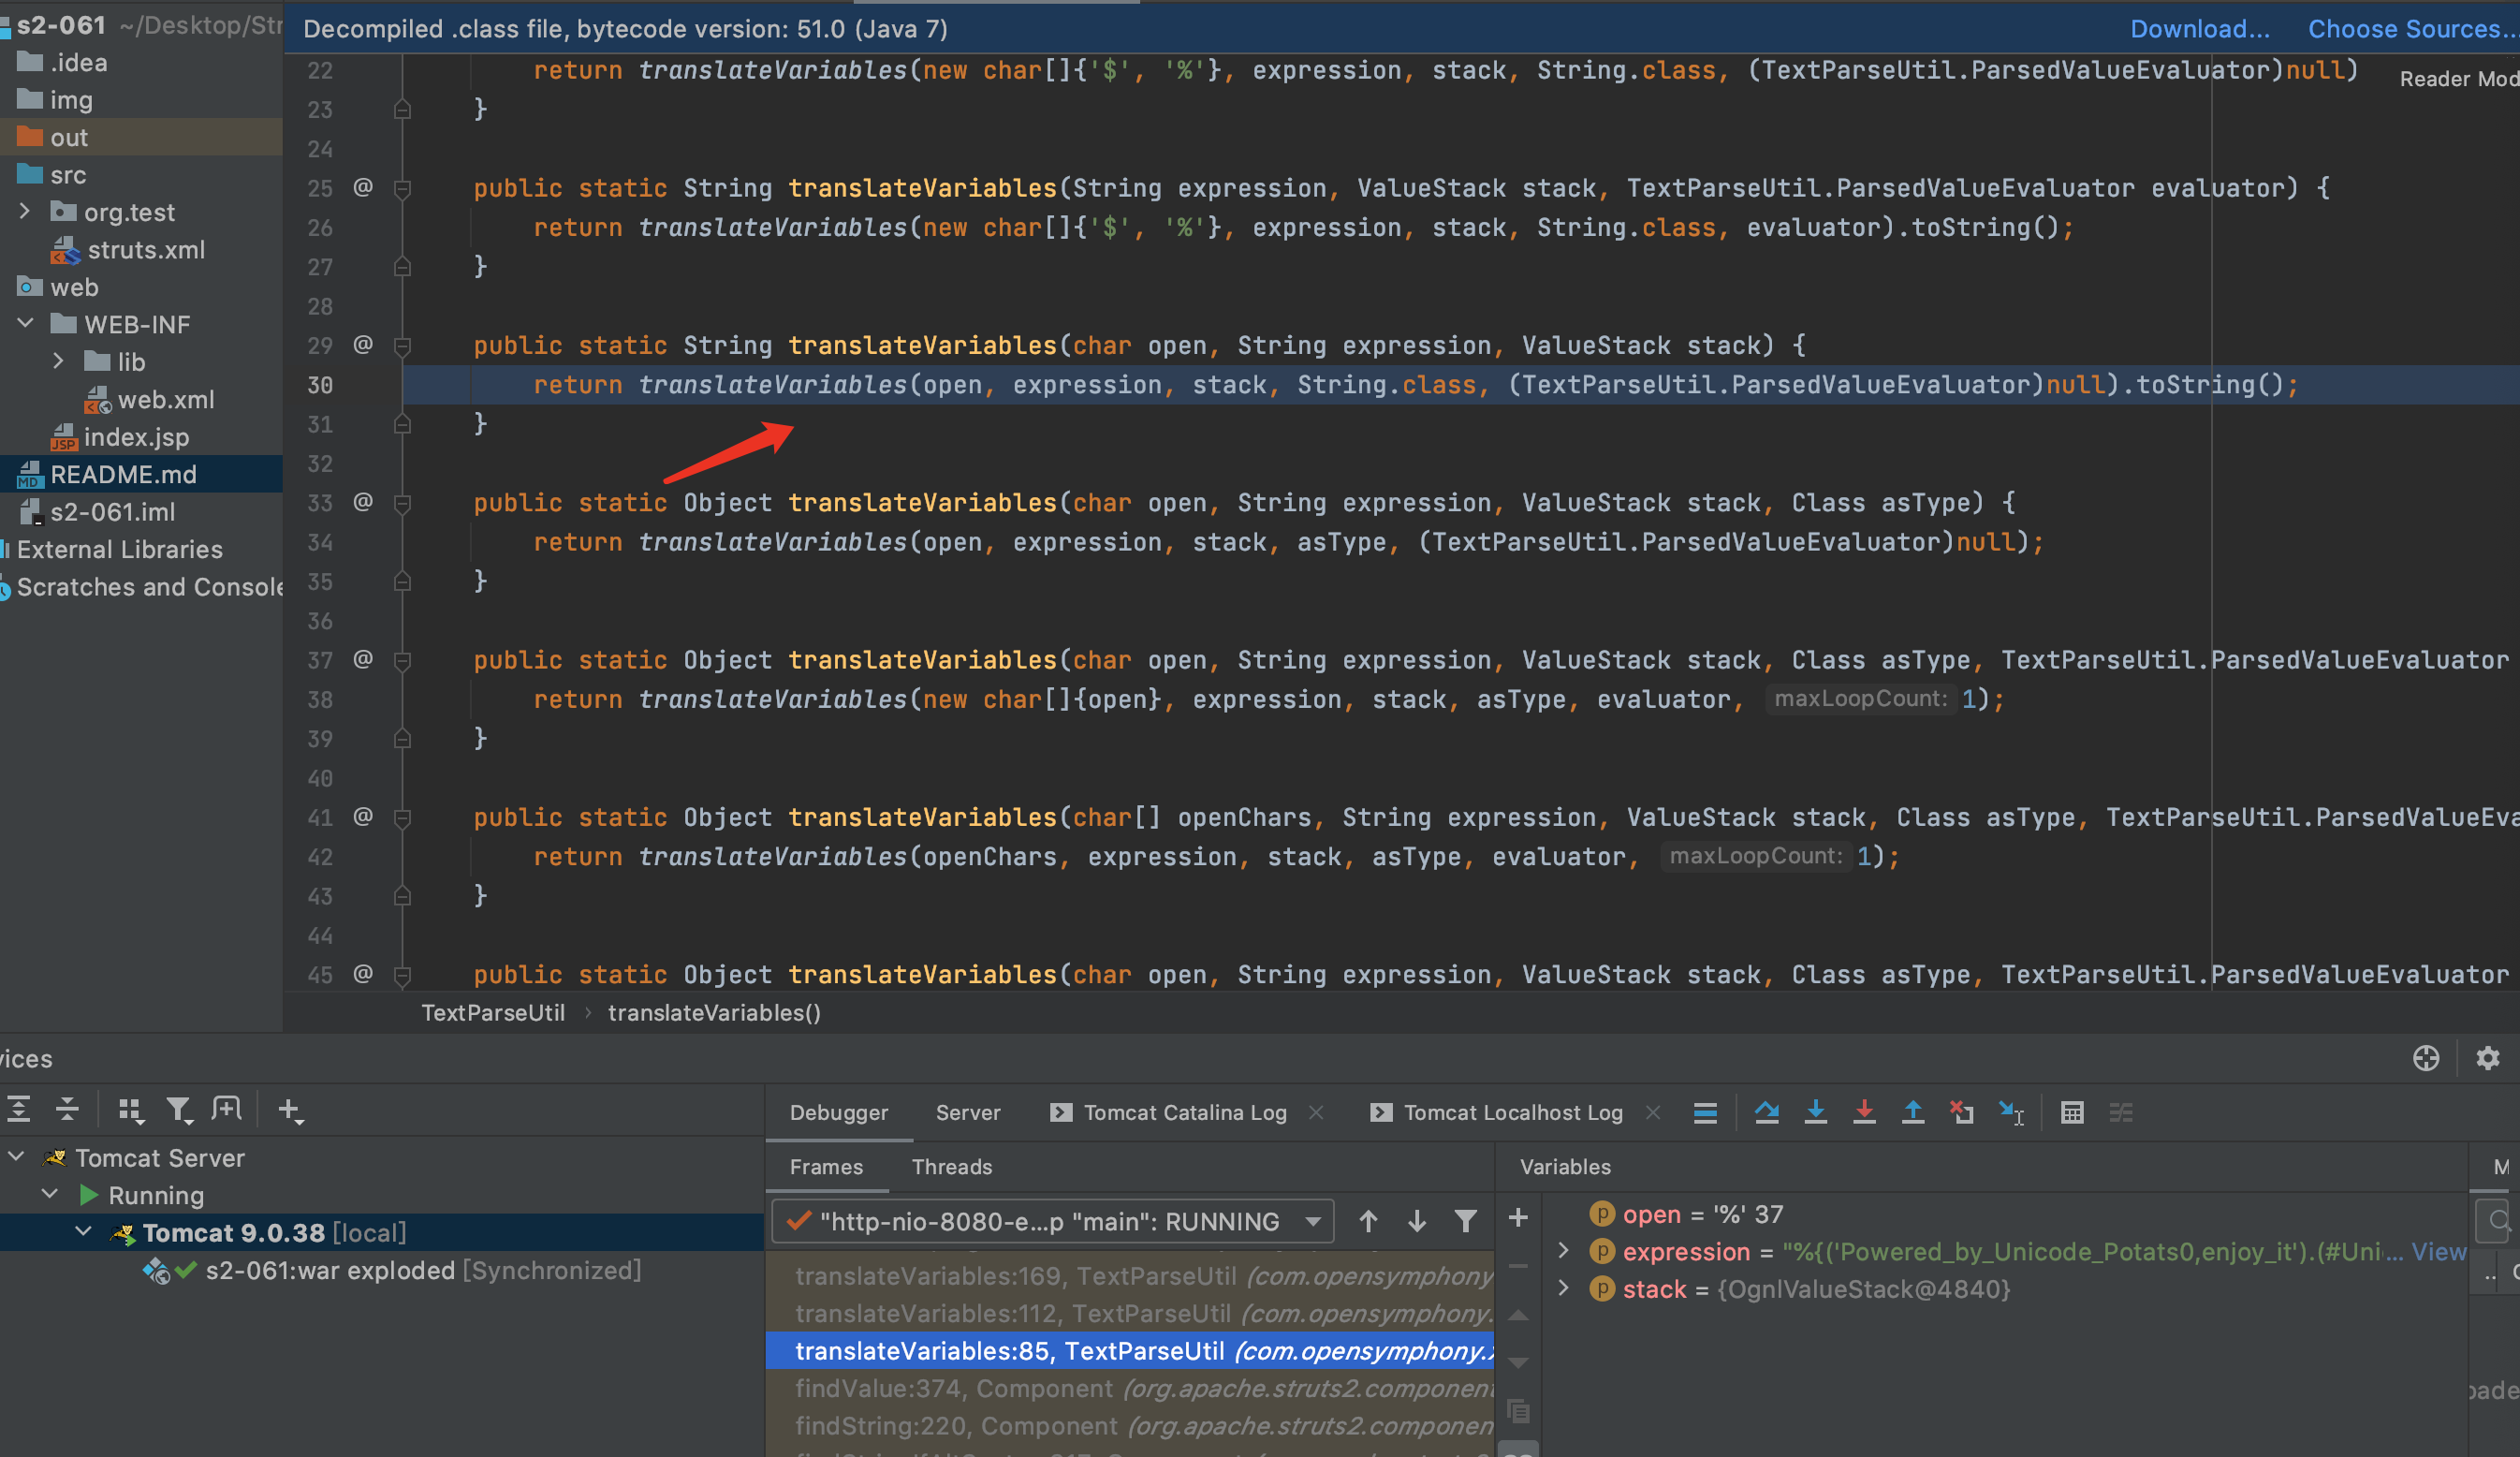 s2-061 ~/Desktop/Str
.idea
img
out
src
org.test
struts.xml
web
WEB-INF
lib
web.xml
index.jsp
README.md
s2-061.iml
External Libraries
Scratches and Console
Decompiled .class file, bytecode version: 51.0 (Java 7) Download... Choose Sources...
Reader Mod
22 return translateVariables(new char[]{'$', '%'}, expression, stack, String.class, (TextParseUtil.ParsedValueEvaluator)null)
23 }
24
25 @ public static String translateVariables(String expression, ValueStack stack, TextParseUtil.ParsedValueEvaluator evaluator) {
26 return translateVariables(new char[]{'$', '%'}, expression, stack, String.class, evaluator).toString();
27 }
28
29 @ public static String translateVariables(char open, String expression, ValueStack stack) {
30 return translateVariables(open, expression, stack, String.class, (TextParseUtil.ParsedValueEvaluator)null).toString();
31 }
32
33 @ public static Object translateVariables(char open, String expression, ValueStack stack, Class asType) {
34 return translateVariables(open, expression, stack, asType, (TextParseUtil.ParsedValueEvaluator)null);
35 }
36
37 @ public static Object translateVariables(char open, String expression, ValueStack stack, Class asType, TextParseUtil.ParsedValueEvaluator
38 return translateVariables(new char[]{open}, expression, stack, asType, evaluator, maxLoopCount: 1);
39 }
40
41 @ public static Object translateVariables(char[] openChars, String expression, ValueStack stack, Class asType, TextParseUtil.ParsedValueEva
42 return translateVariables(openChars, expression, stack, asType, evaluator, maxLoopCount: 1);
43 }
44
45 @ public static Object translateVariables(char open, String expression, ValueStack stack, Class asType, TextParseUtil.ParsedValueEvaluator
TextParseUtil › translateVariables()
vices
Tomcat Server
Running
Tomcat 9.0.38 [local]
s2-061:war exploded [Synchronized]
Debugger Server Tomcat Catalina Log Tomcat Localhost Log
Frames Threads
"http-nio-8080-e...p "main": RUNNING
translateVariables:169, TextParseUtil (com.opensymphony
translateVariables:112, TextParseUtil (com.opensymphony.
translateVariables:85, TextParseUtil (com.opensymphony.x
findValue:374, Component (org.apache.struts2.component
findString:220, Component (org.apache.struts2.componen
Variables
open = '%' 37
expression = "%{('Powered_by_Unicode_Potats0,enjoy_it').(#Uni... View
stack = {OgnlValueStack@4840}
M
oade